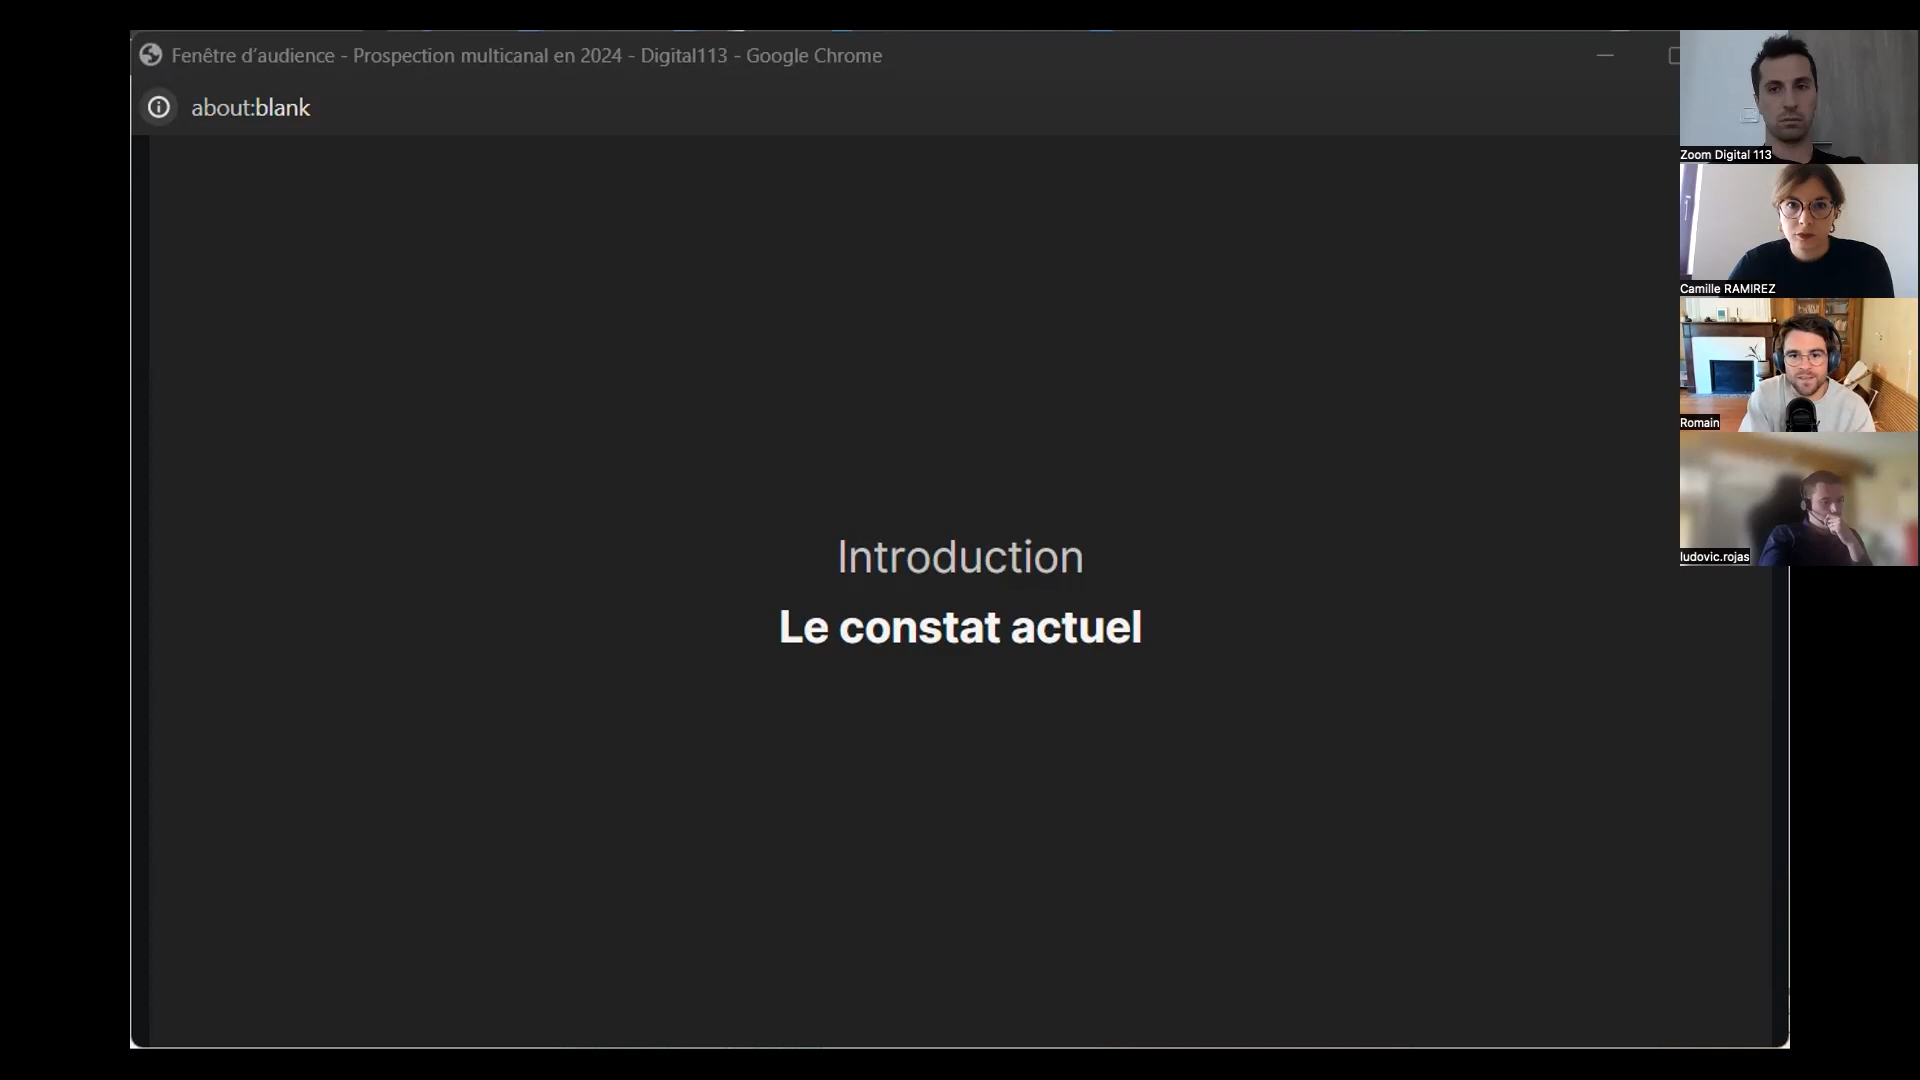 Fenêtre d'audience - Prospection multicanal en 2024 - Digital113 - Google Chrome
about:blank
Zoom Digital 113
Camille RAMIREZ
Romain
ludovic.rojas
Introduction
Le constat actuel